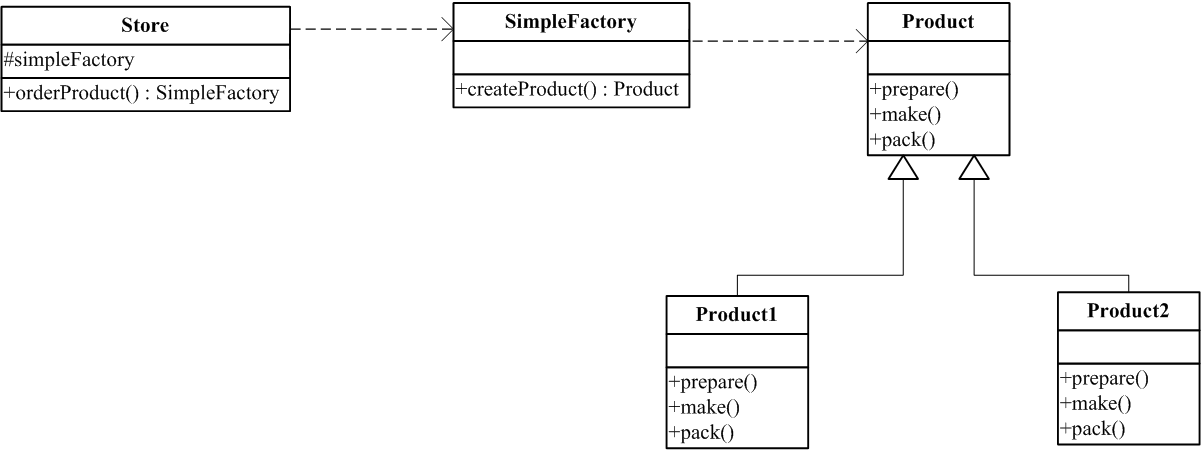 Store
#simpleFactory
+orderProduct() : SimpleFactory
SimpleFactory
+createProduct() : Product
Product
+prepare()
+make()
+pack()
Product1
+prepare()
+make()
+pack()
Product2
+prepare()
+make()
+pack()